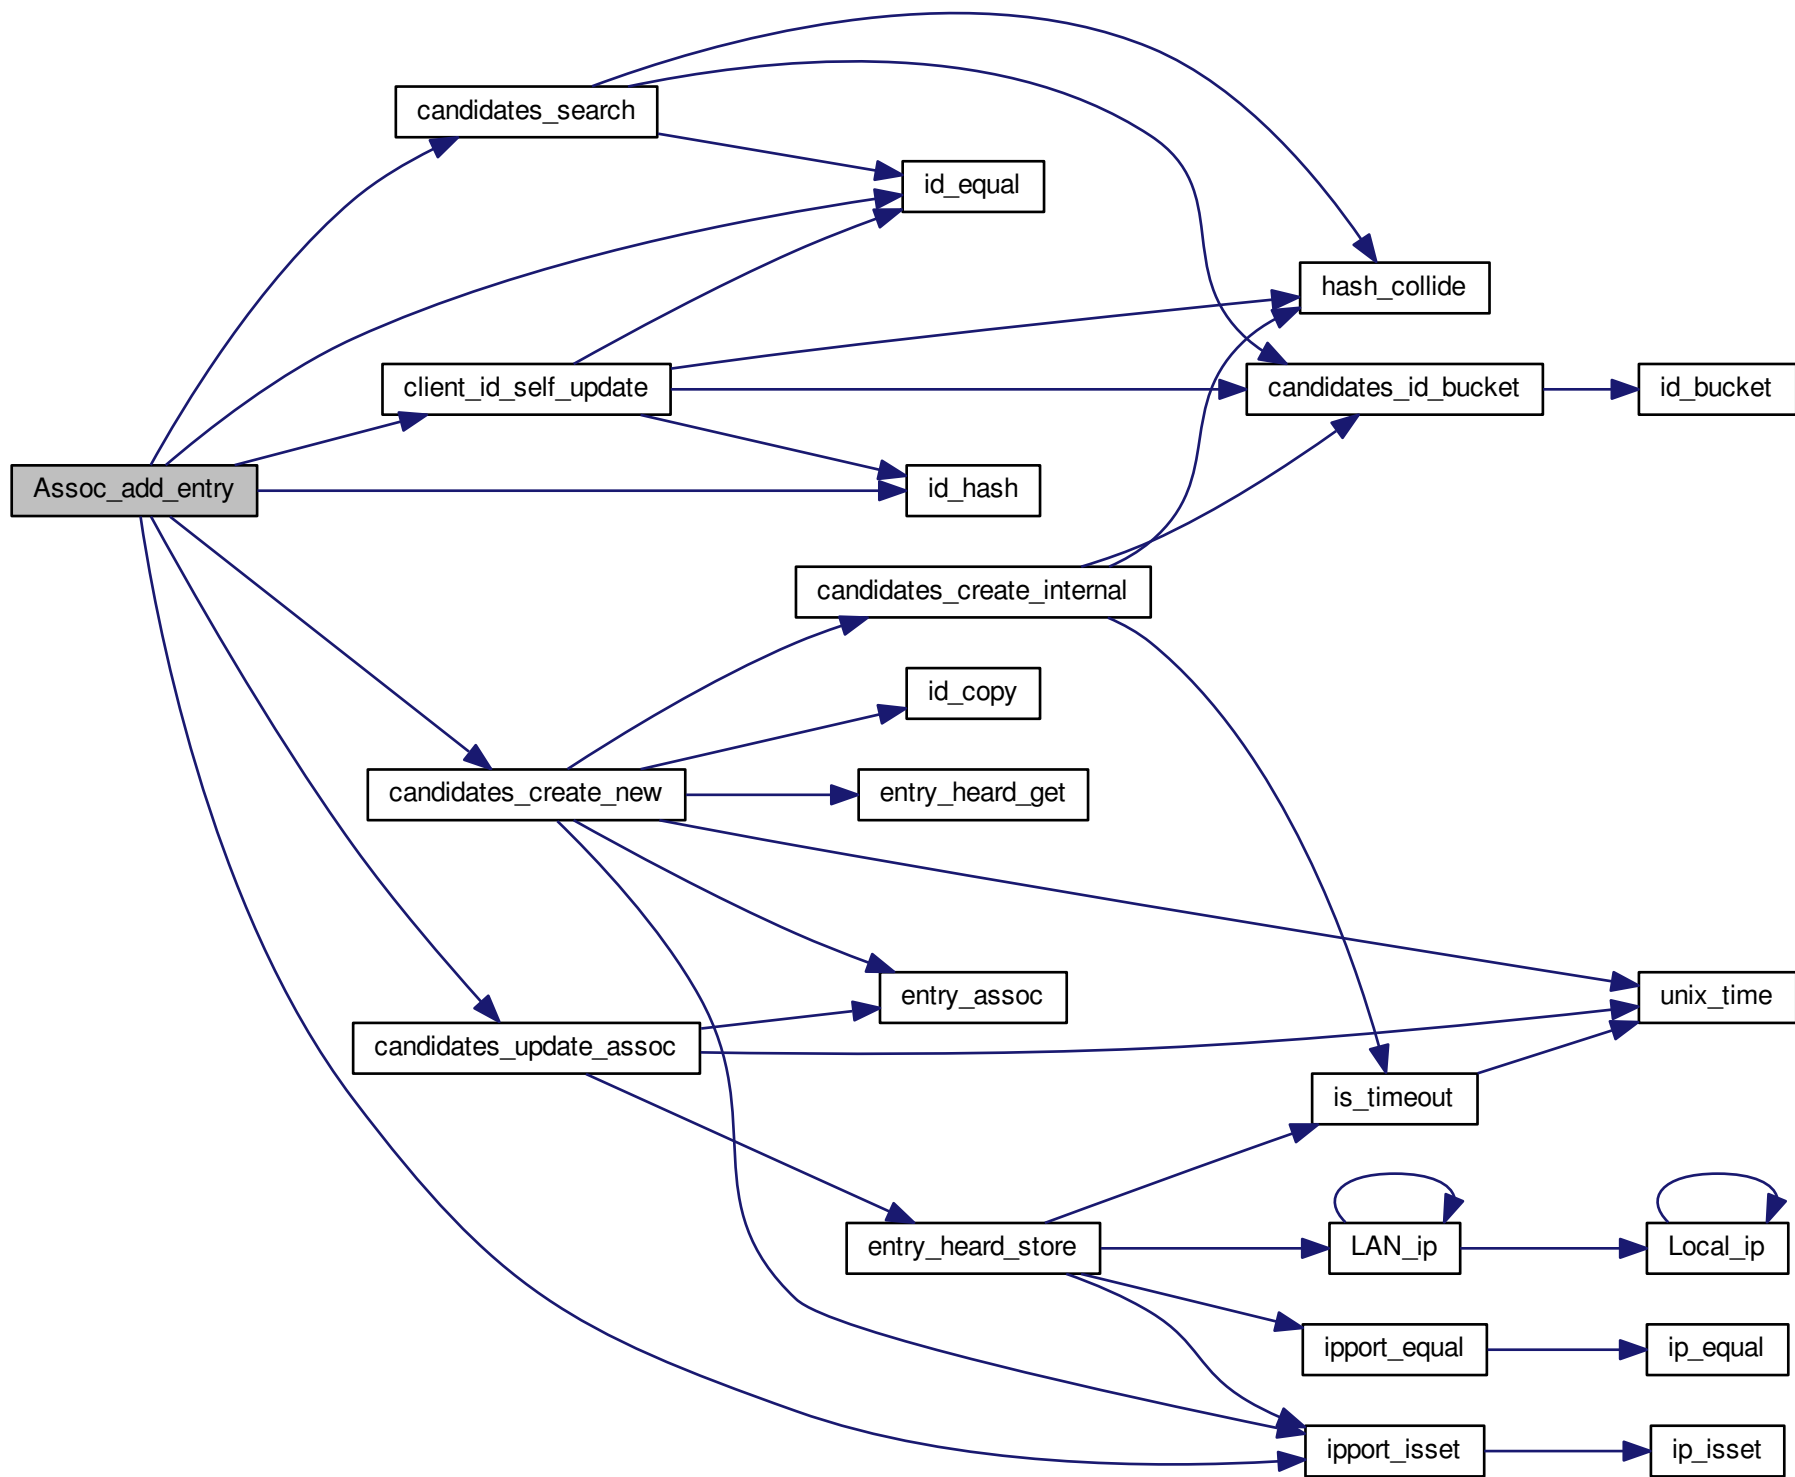 candidates_search
id_equal
hash_collide
client_id_self_update
candidates_id_bucket
id_bucket
Assoc_add_entry
id_hash
candidates_create_internal
id_copy
candidates_create_new
entry_heard_get
entry_assoc
unix_time
candidates_update_assoc
is_timeout
entry_heard_store
LAN_ip
Local_ip
ipport_equal
ip_equal
ipport_isset
ip_isset